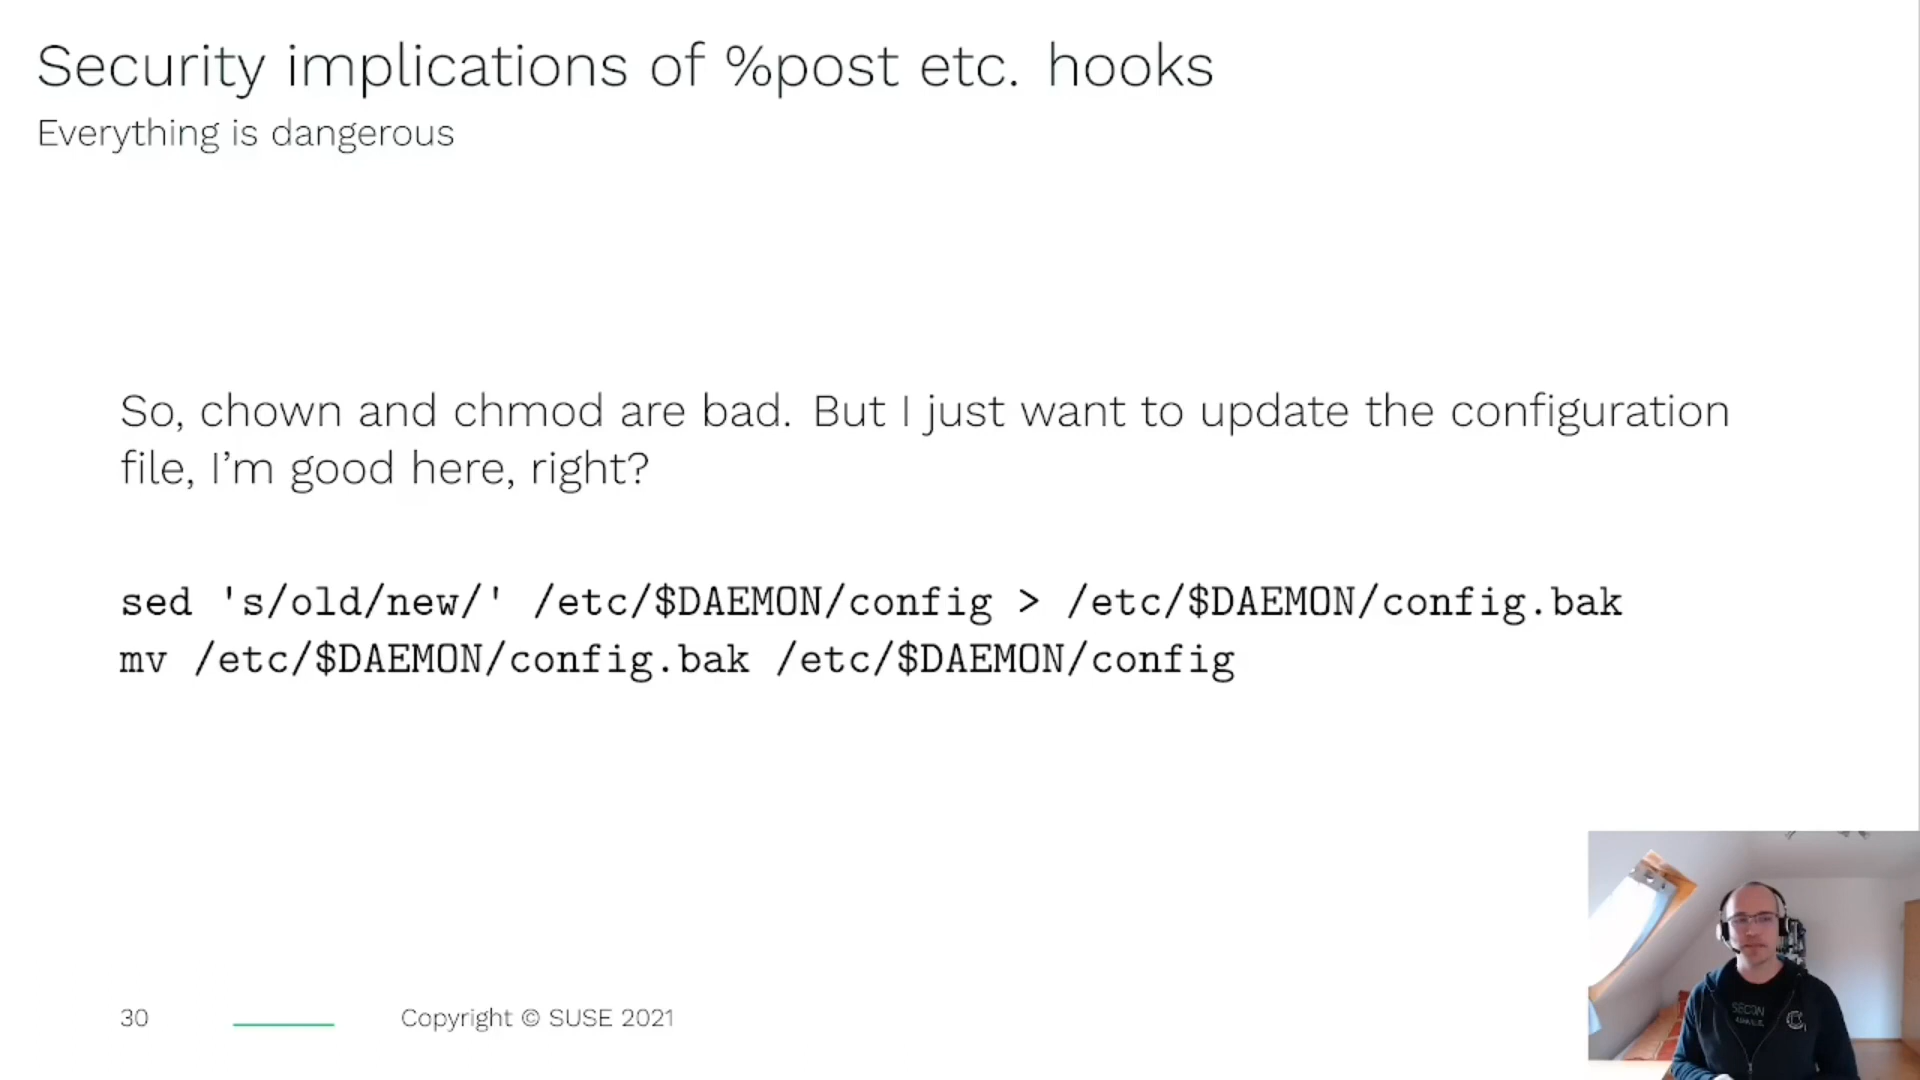 Security implications of %post etc. hooks
Everything is dangerous
So, chown and chmod are bad. But I just want to update the configuration
file, I’m good here, right?
sed 's/old/new/' /etc/$DAEMON/config > /etc/$DAEMON/config.bak
mv /etc/$DAEMON/config.bak /etc/$DAEMON/config
30
Copyright © SUSE 2021